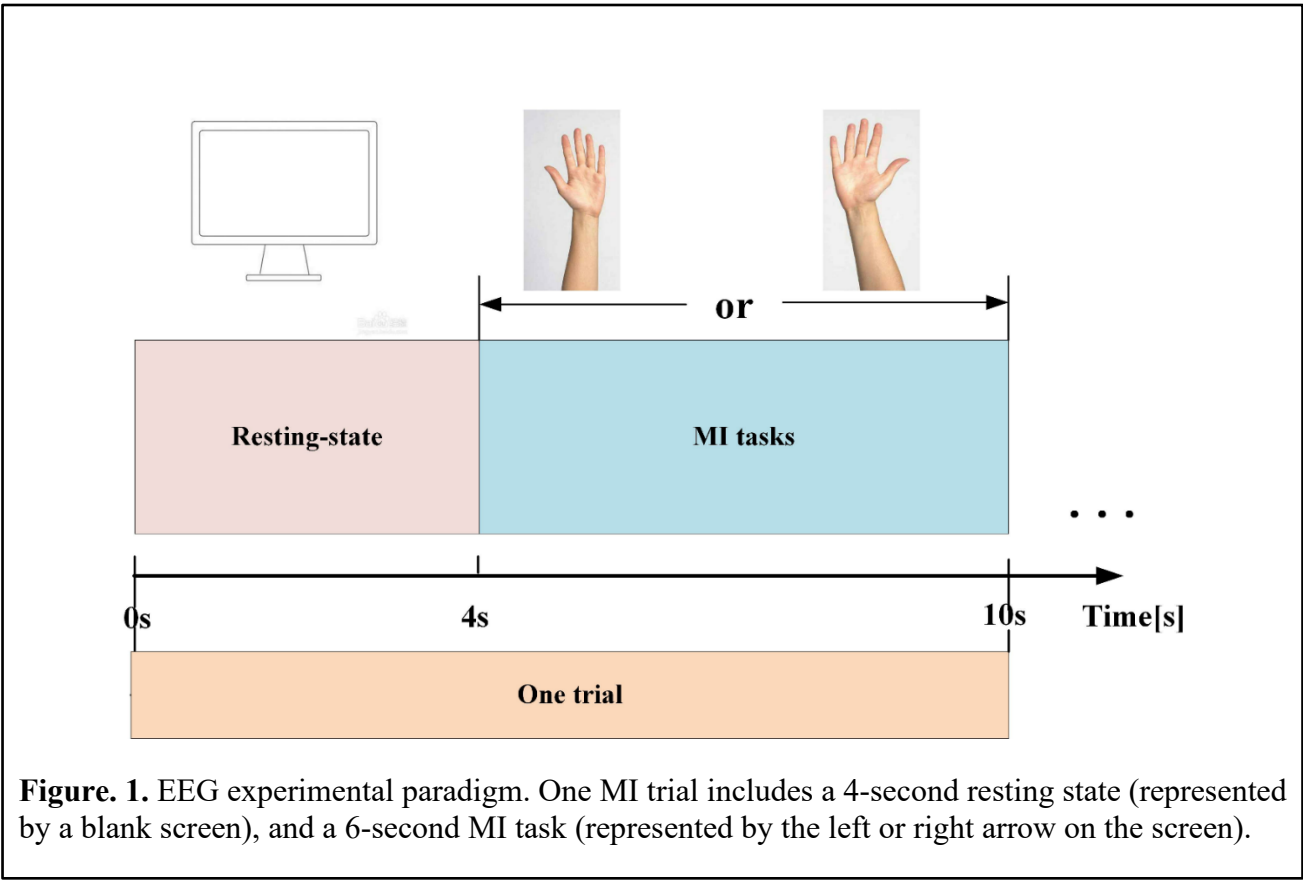 or
Resting-state
MI tasks
. . .
0s
4s
10s
Time[s]
One trial
Figure. 1. EEG experimental paradigm. One MI trial includes a 4-second resting state (represented
by a blank screen), and a 6-second MI task (represented by the left or right arrow on the screen).